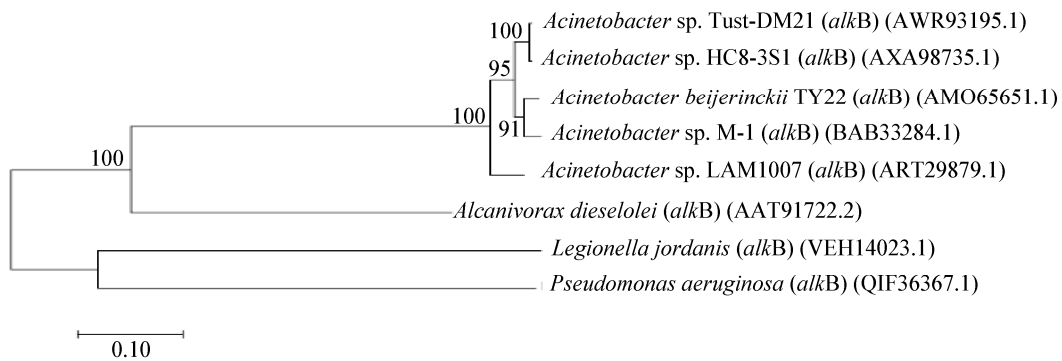 100 Acinetobacter sp. Tust-DM21 (alkB) (AWR93195.1)
Acinetobacter sp. HC8-3S1 (alkB) (AXA98735.1)
95
Acinetobacter beijerinckii TY22 (alkB) (AMO65651.1)
100
91 Acinetobacter sp. M-1 (alkB) (BAB33284.1)
100
Acinetobacter sp. LAM1007 (alkB) (ART29879.1)
Alcanivorax dieselolei (alkB) (AAT91722.2)
Legionella jordanis (alkB) (VEH14023.1)
Pseudomonas aeruginosa (alkB) (QIF36367.1)
0.10